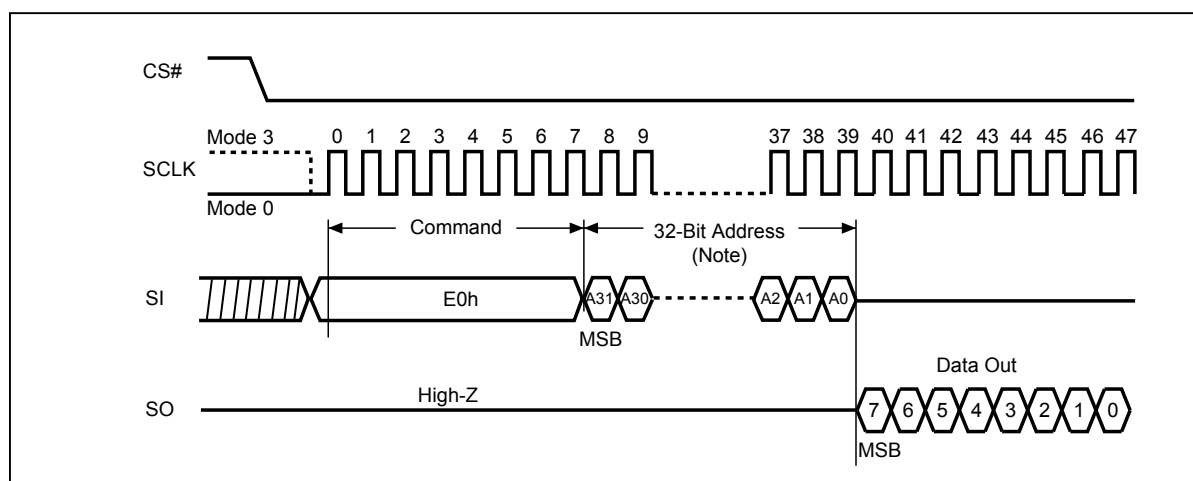 CS#
Mode 3
0 1 2 3 4 5 6 7 8 9 37 38 39 40 41 42 43 44 45 46 47
SCLK
Mode 0
Command
32-Bit Address
(Note)
SI
E0h
A31 A30 A2 A1 A0
MSB
Data Out
High-Z
SO
7 6 5 4 3 2 1 0
MSB